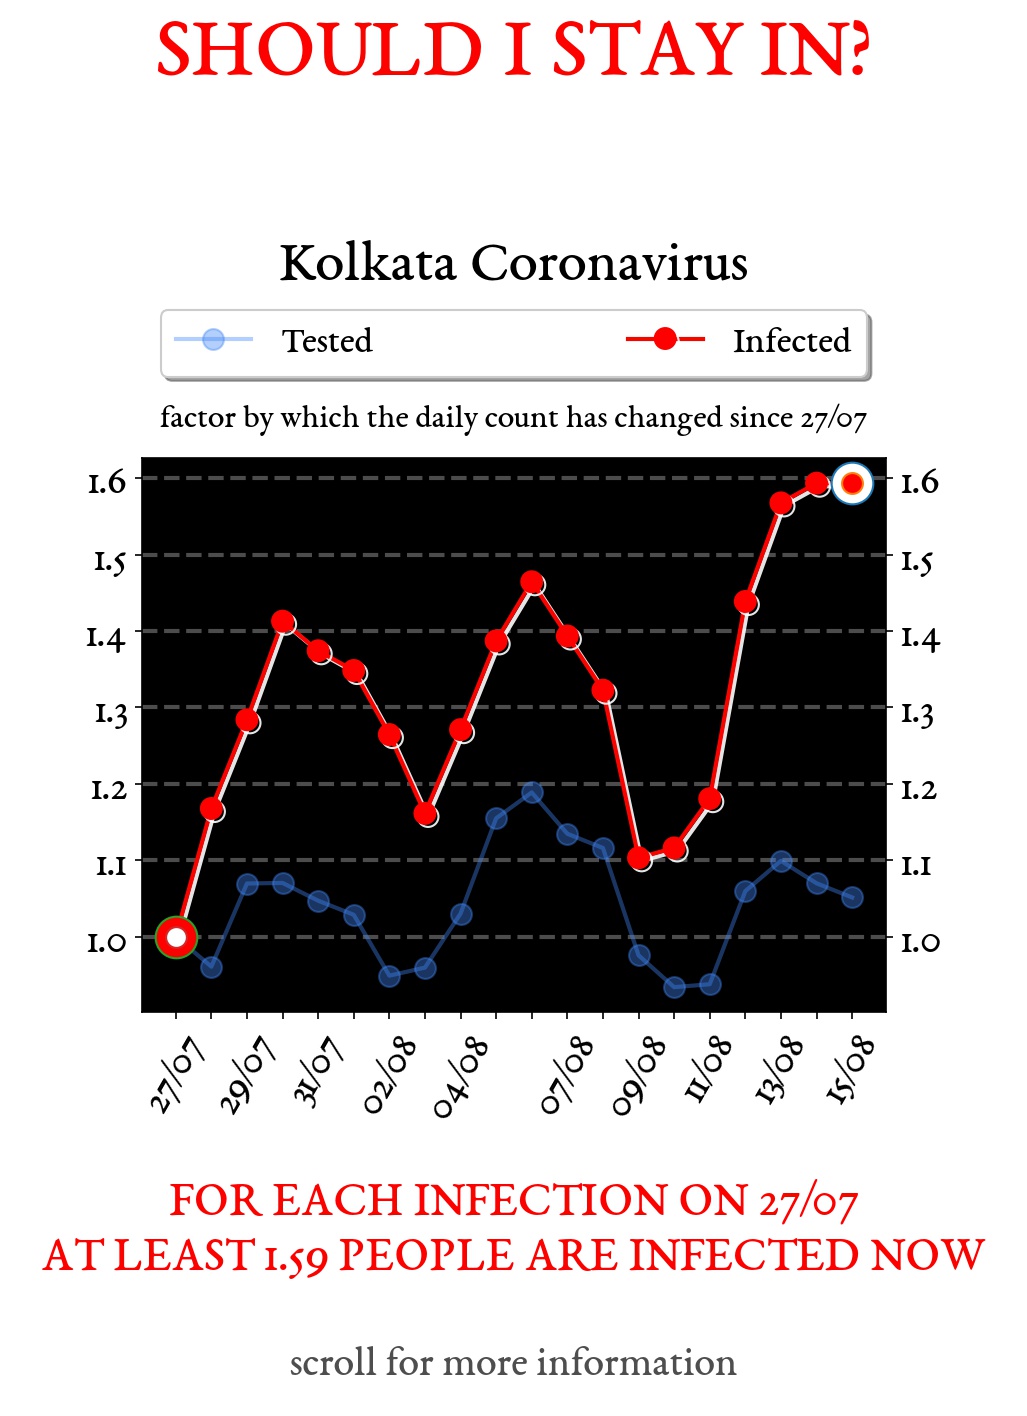 SHOULD I STAY IN?
Kolkata Coronavirus
Tested Infected
factor by which the daily count has changed since 27/07
1.6 1.6
1.5 1.5
1.4 1.4
1.3 1.3
1.2 1.2
1.1 1.1
1.0 1.0
27/07 29/07 31/07 02/08 04/08 07/08 09/08 11/08 13/08 15/08
FOR EACH INFECTION ON 27/07
AT LEAST 1.59 PEOPLE ARE INFECTED NOW
scroll for more information